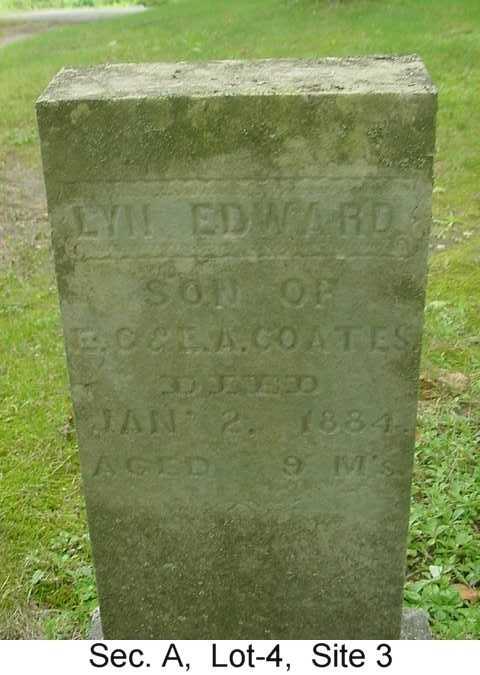 LYN EDWARD
SON OF
E.C & E.A. COATES
DIED
JAN' 2. 1884.
AGED 9 M's.
Sec. A, Lot-4, Site 3